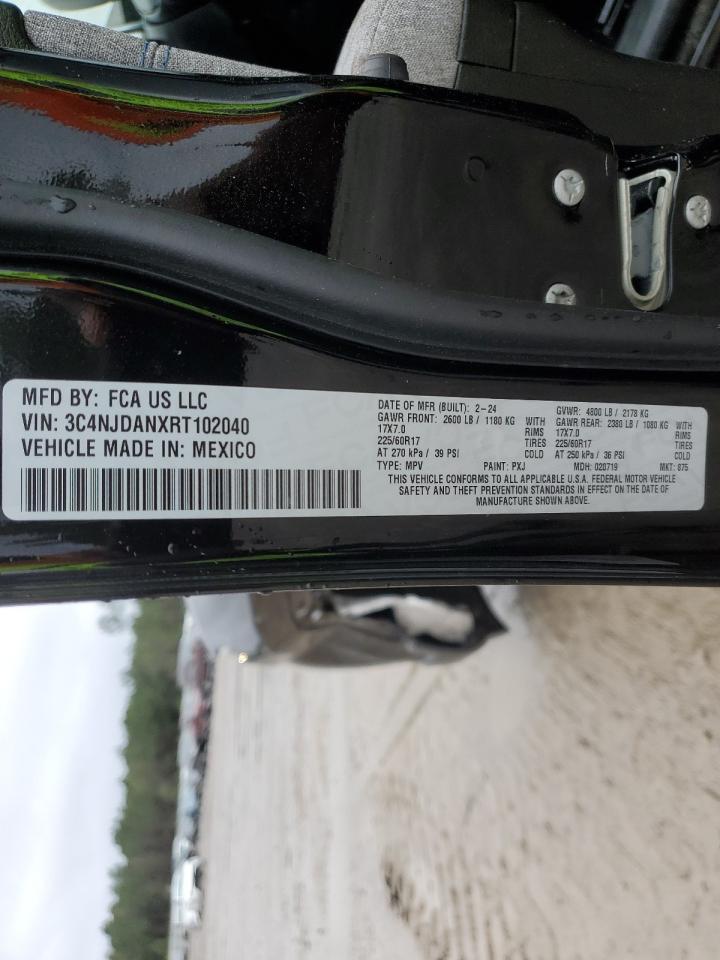 MFD BY: FCA US LLC
VIN: 3C4NJDANXRT102040
VEHICLE MADE IN: MEXICO
DATE OF MFR (BUILT): 2-24 GVWR: 4800 LB / 2178 KG
GAWR FRONT: 2600 LB / 1180 KG WITH GAWR REAR: 2380 LB / 1080 KG WITH
17X7.0 RIMS 17X7.0 RIMS
225/60R17 TIRES 225/60R17 TIRES
AT 270 kPa / 39 PSI COLD AT 250 kPa / 36 PSI COLD
TYPE: MPV PAINT: PXJ MDH: 020719 MKT: 875
THIS VEHICLE CONFORMS TO ALL APPLICABLE U.S.A. FEDERAL MOTOR VEHICLE
SAFETY AND THEFT PREVENTION STANDARDS IN EFFECT ON THE DATE OF
MANUFACTURE SHOWN ABOVE.